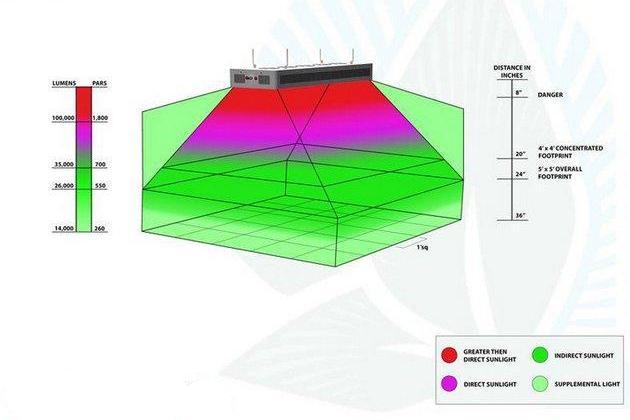 LUMENS PARS
100,000 1,800
35,000 700
26,000 550
14,000 260
DISTANCE IN
INCHES
8" DANGER
20" 4' x 4' CONCENTRATED
FOOTPRINT
24" 5' x 5' OVERALL
FOOTPRINT
36"
1'sq
GREATER THEN
DIRECT SUNLIGHT
INDIRECT SUNLIGHT
DIRECT SUNLIGHT
SUPPLEMENTAL LIGHT